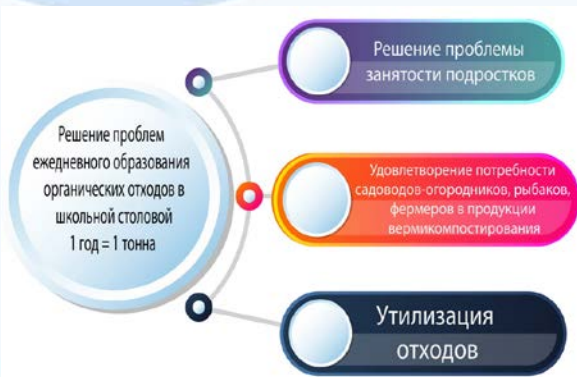 Решение проблем
ежедневного образования
органических отходов в
школьной столовой
1 год = 1 тонна
Решение проблемы
занятости подростков
Удовлетворение потребности
садоводов-огородников, рыбаков,
фермеров в продукции
вермикомпостирования
Утилизация
отходов